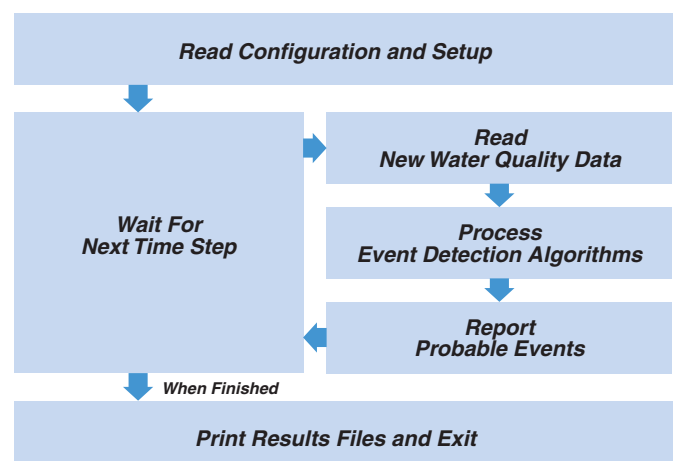 Read Configuration and Setup
Read
New Water Quality Data
Wait For
Next Time Step
Process
Event Detection Algorithms
Report
Probable Events
When Finished
Print Results Files and Exit